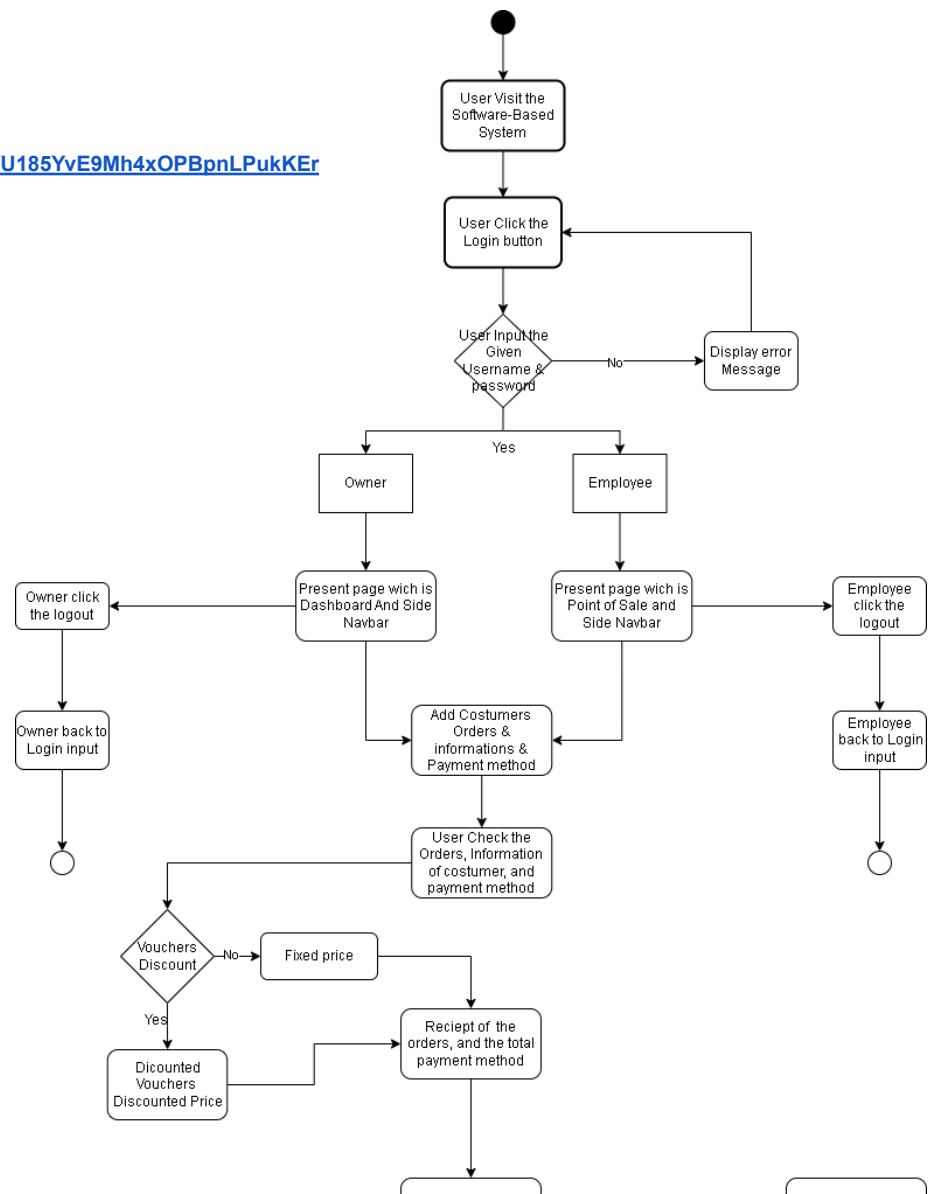 User Visit the
Software-Based
System
U185YvE9Mh4xOPBpnLPukKEr
User Click the
Login button
User Input the
Given
Username &
password
No
Display error
Message
Yes
Owner
Employee
Owner click
the logout
Present page wich is
Dashboard And Side
Navbar
Present page wich is
Point of Sale and
Side Navbar
Employee
click the
logout
Owner back to
Login input
Add Costumers
Orders &
informations &
Payment method
Employee
back to Login
input
User Check the
Orders, Information
of costumer, and
payment method
Vouchers
Discount
No
Fixed price
Yes
Reciept of the
orders, and the total
payment method
Dicounted
Vouchers
Discounted Price